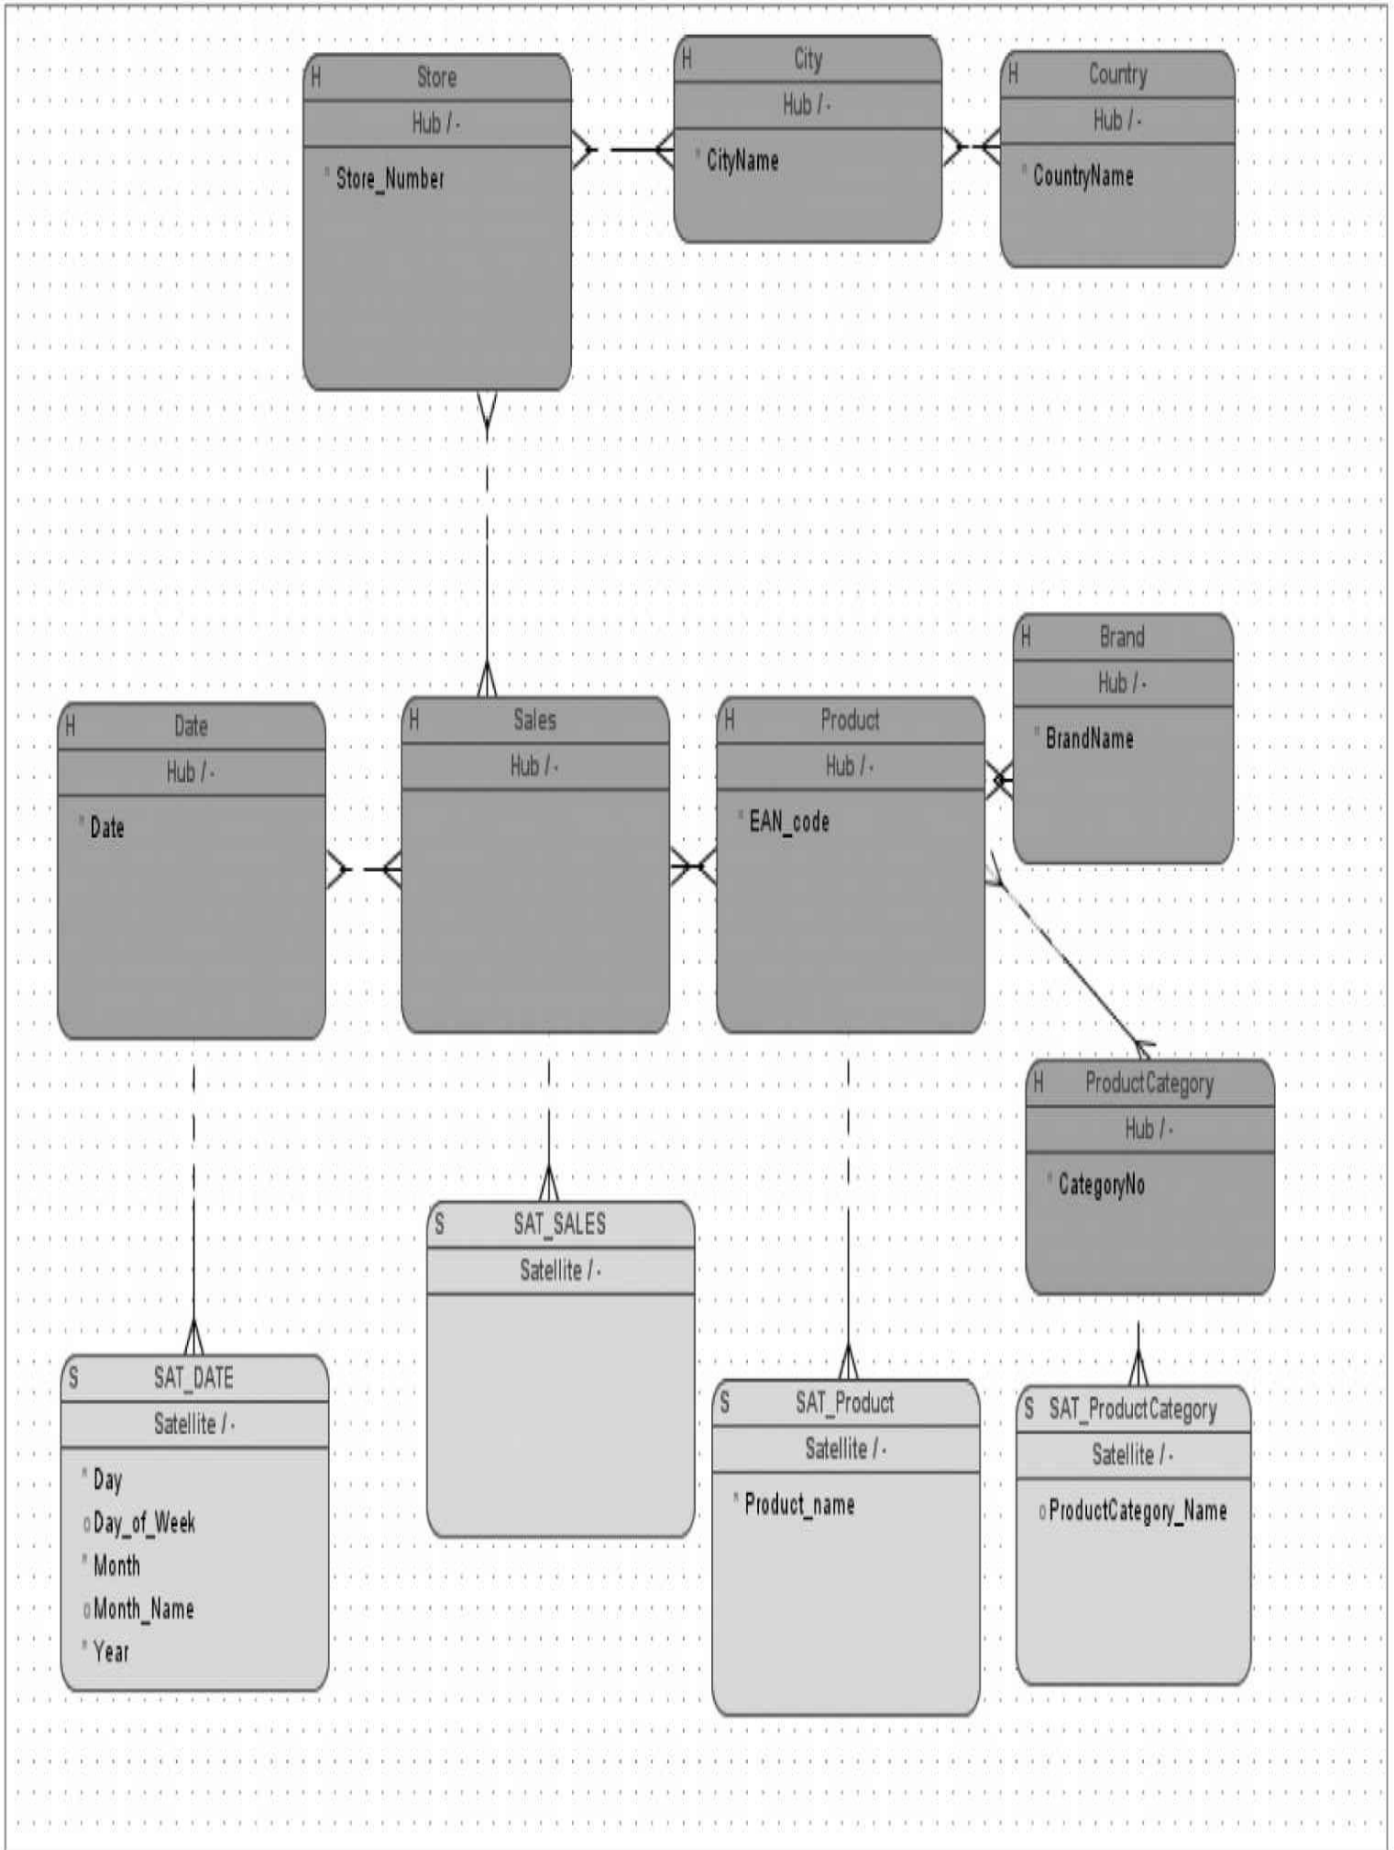 H Store
Hub / -
* Store_Number
H City
Hub / -
* CityName
H Country
Hub / -
* CountryName
H Date
Hub / -
* Date
H Sales
Hub / -
H Product
Hub / -
* EAN_code
H Brand
Hub / -
* BrandName
H ProductCategory
Hub / -
* CategoryNo
S SAT_DATE
Satellite / -
* Day
o Day_of_Week
* Month
o Month_Name
* Year
S SAT_SALES
Satellite / -
S SAT_Product
Satellite / -
* Product_name
S SAT_ProductCategory
Satellite / -
o ProductCategory_Name